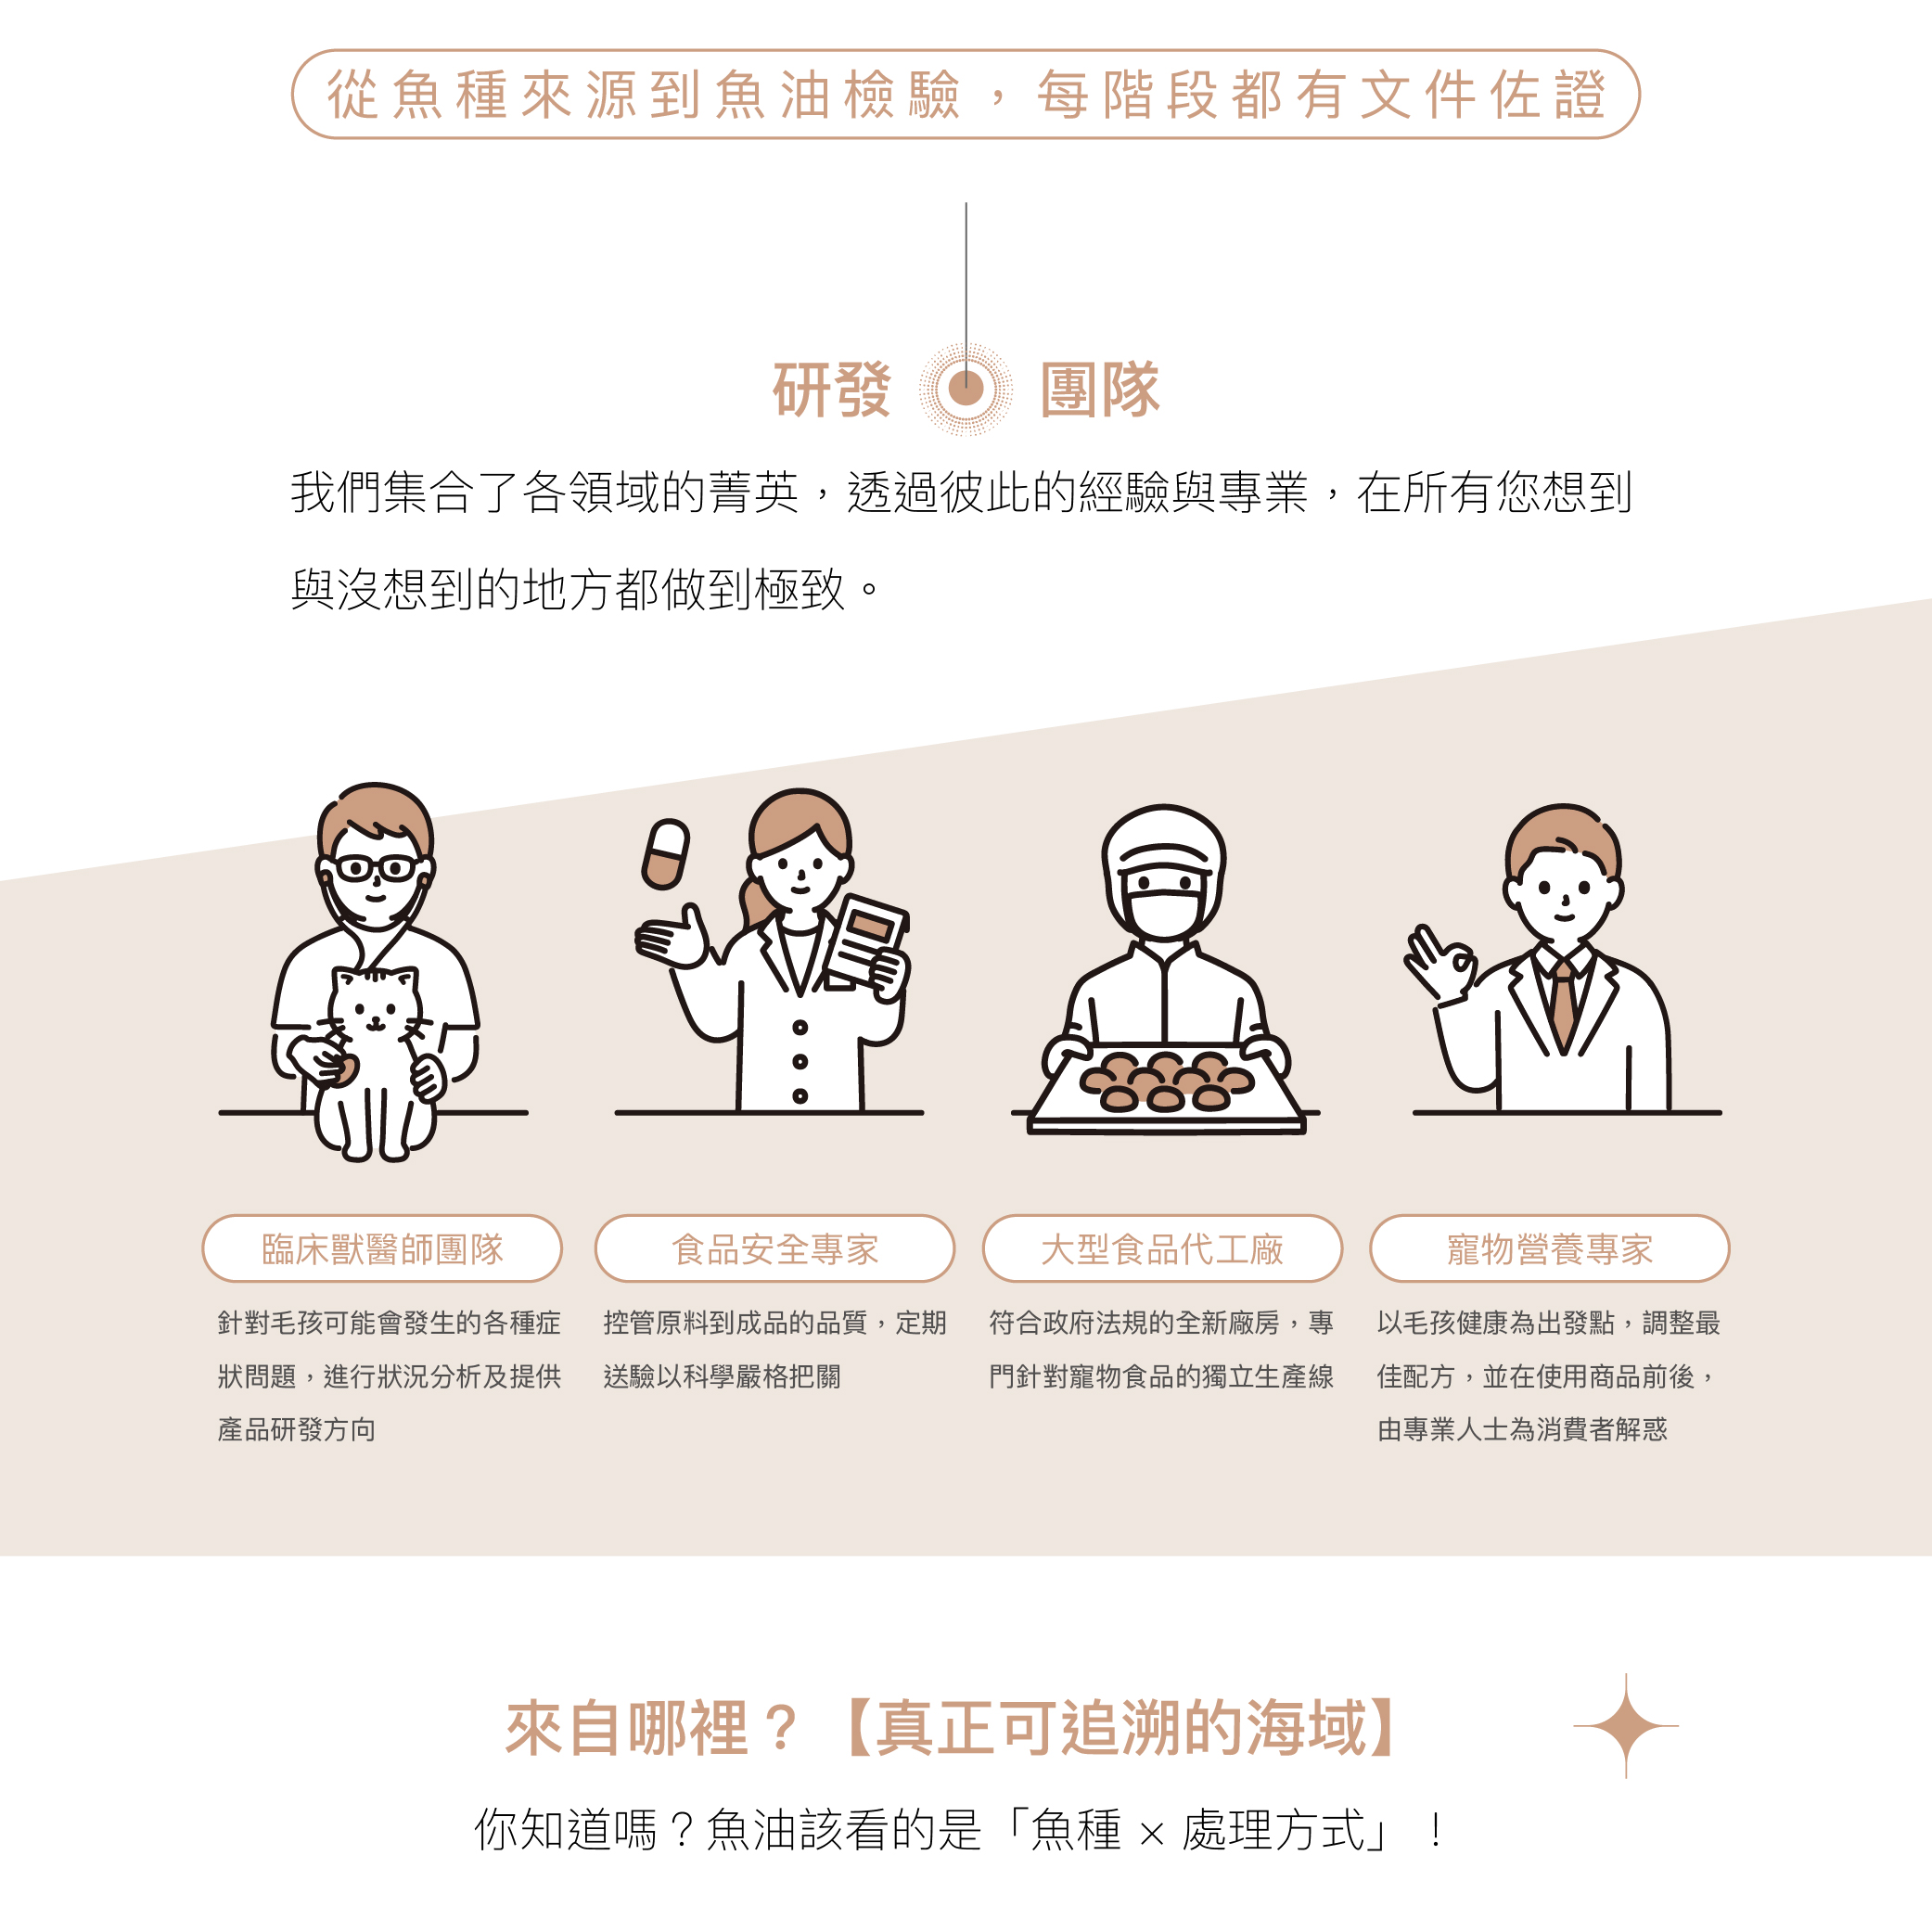 從魚種來源到魚油檢驗，每階段都有文件佐證
研發 團隊
我們集合了各領域的菁英，透過彼此的經驗與專業，在所有您想到
與沒想到的地方都做到極致。
臨床獸醫師團隊
針對毛孩可能會發生的各種症
狀問題，進行狀況分析及提供
產品研發方向
食品安全專家
控管原料到成品的品質，定期
送驗以科學嚴格把關
大型食品代工廠
符合政府法規的全新廠房，專
門針對寵物食品的獨立生產線
寵物營養專家
以毛孩健康為出發點，調整最
佳配方，並在使用商品前後，
由專業人士為消費者解惑
來自哪裡？【真正可追溯的海域】
你知道嗎？魚油該看的是「魚種 × 處理方式」！